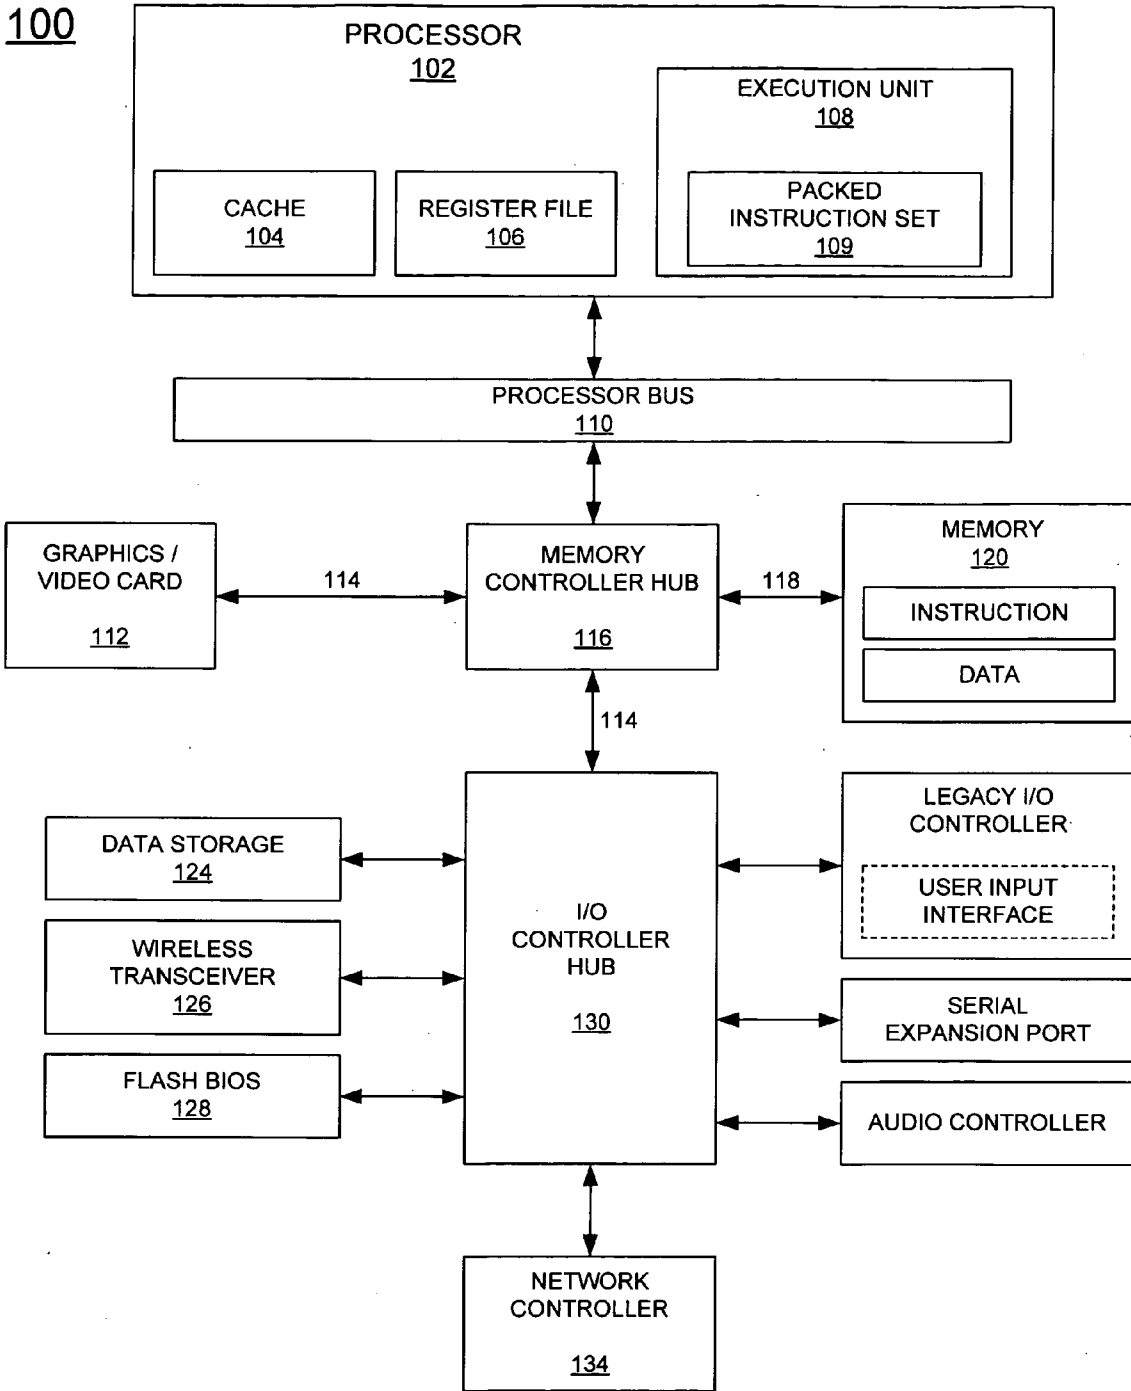 100
PROCESSOR
102
EXECUTION UNIT
108
PACKED
INSTRUCTION SET
109
CACHE
104
REGISTER FILE
106
PROCESSOR BUS
110
GRAPHICS /
VIDEO CARD
112
114
MEMORY
CONTROLLER HUB
116
118
MEMORY
120
INSTRUCTION
DATA
114
DATA STORAGE
124
WIRELESS
TRANSCEIVER
126
FLASH BIOS
128
I/O
CONTROLLER
HUB
130
LEGACY I/O
CONTROLLER
USER INPUT
INTERFACE
SERIAL
EXPANSION PORT
AUDIO CONTROLLER
NETWORK
CONTROLLER
134